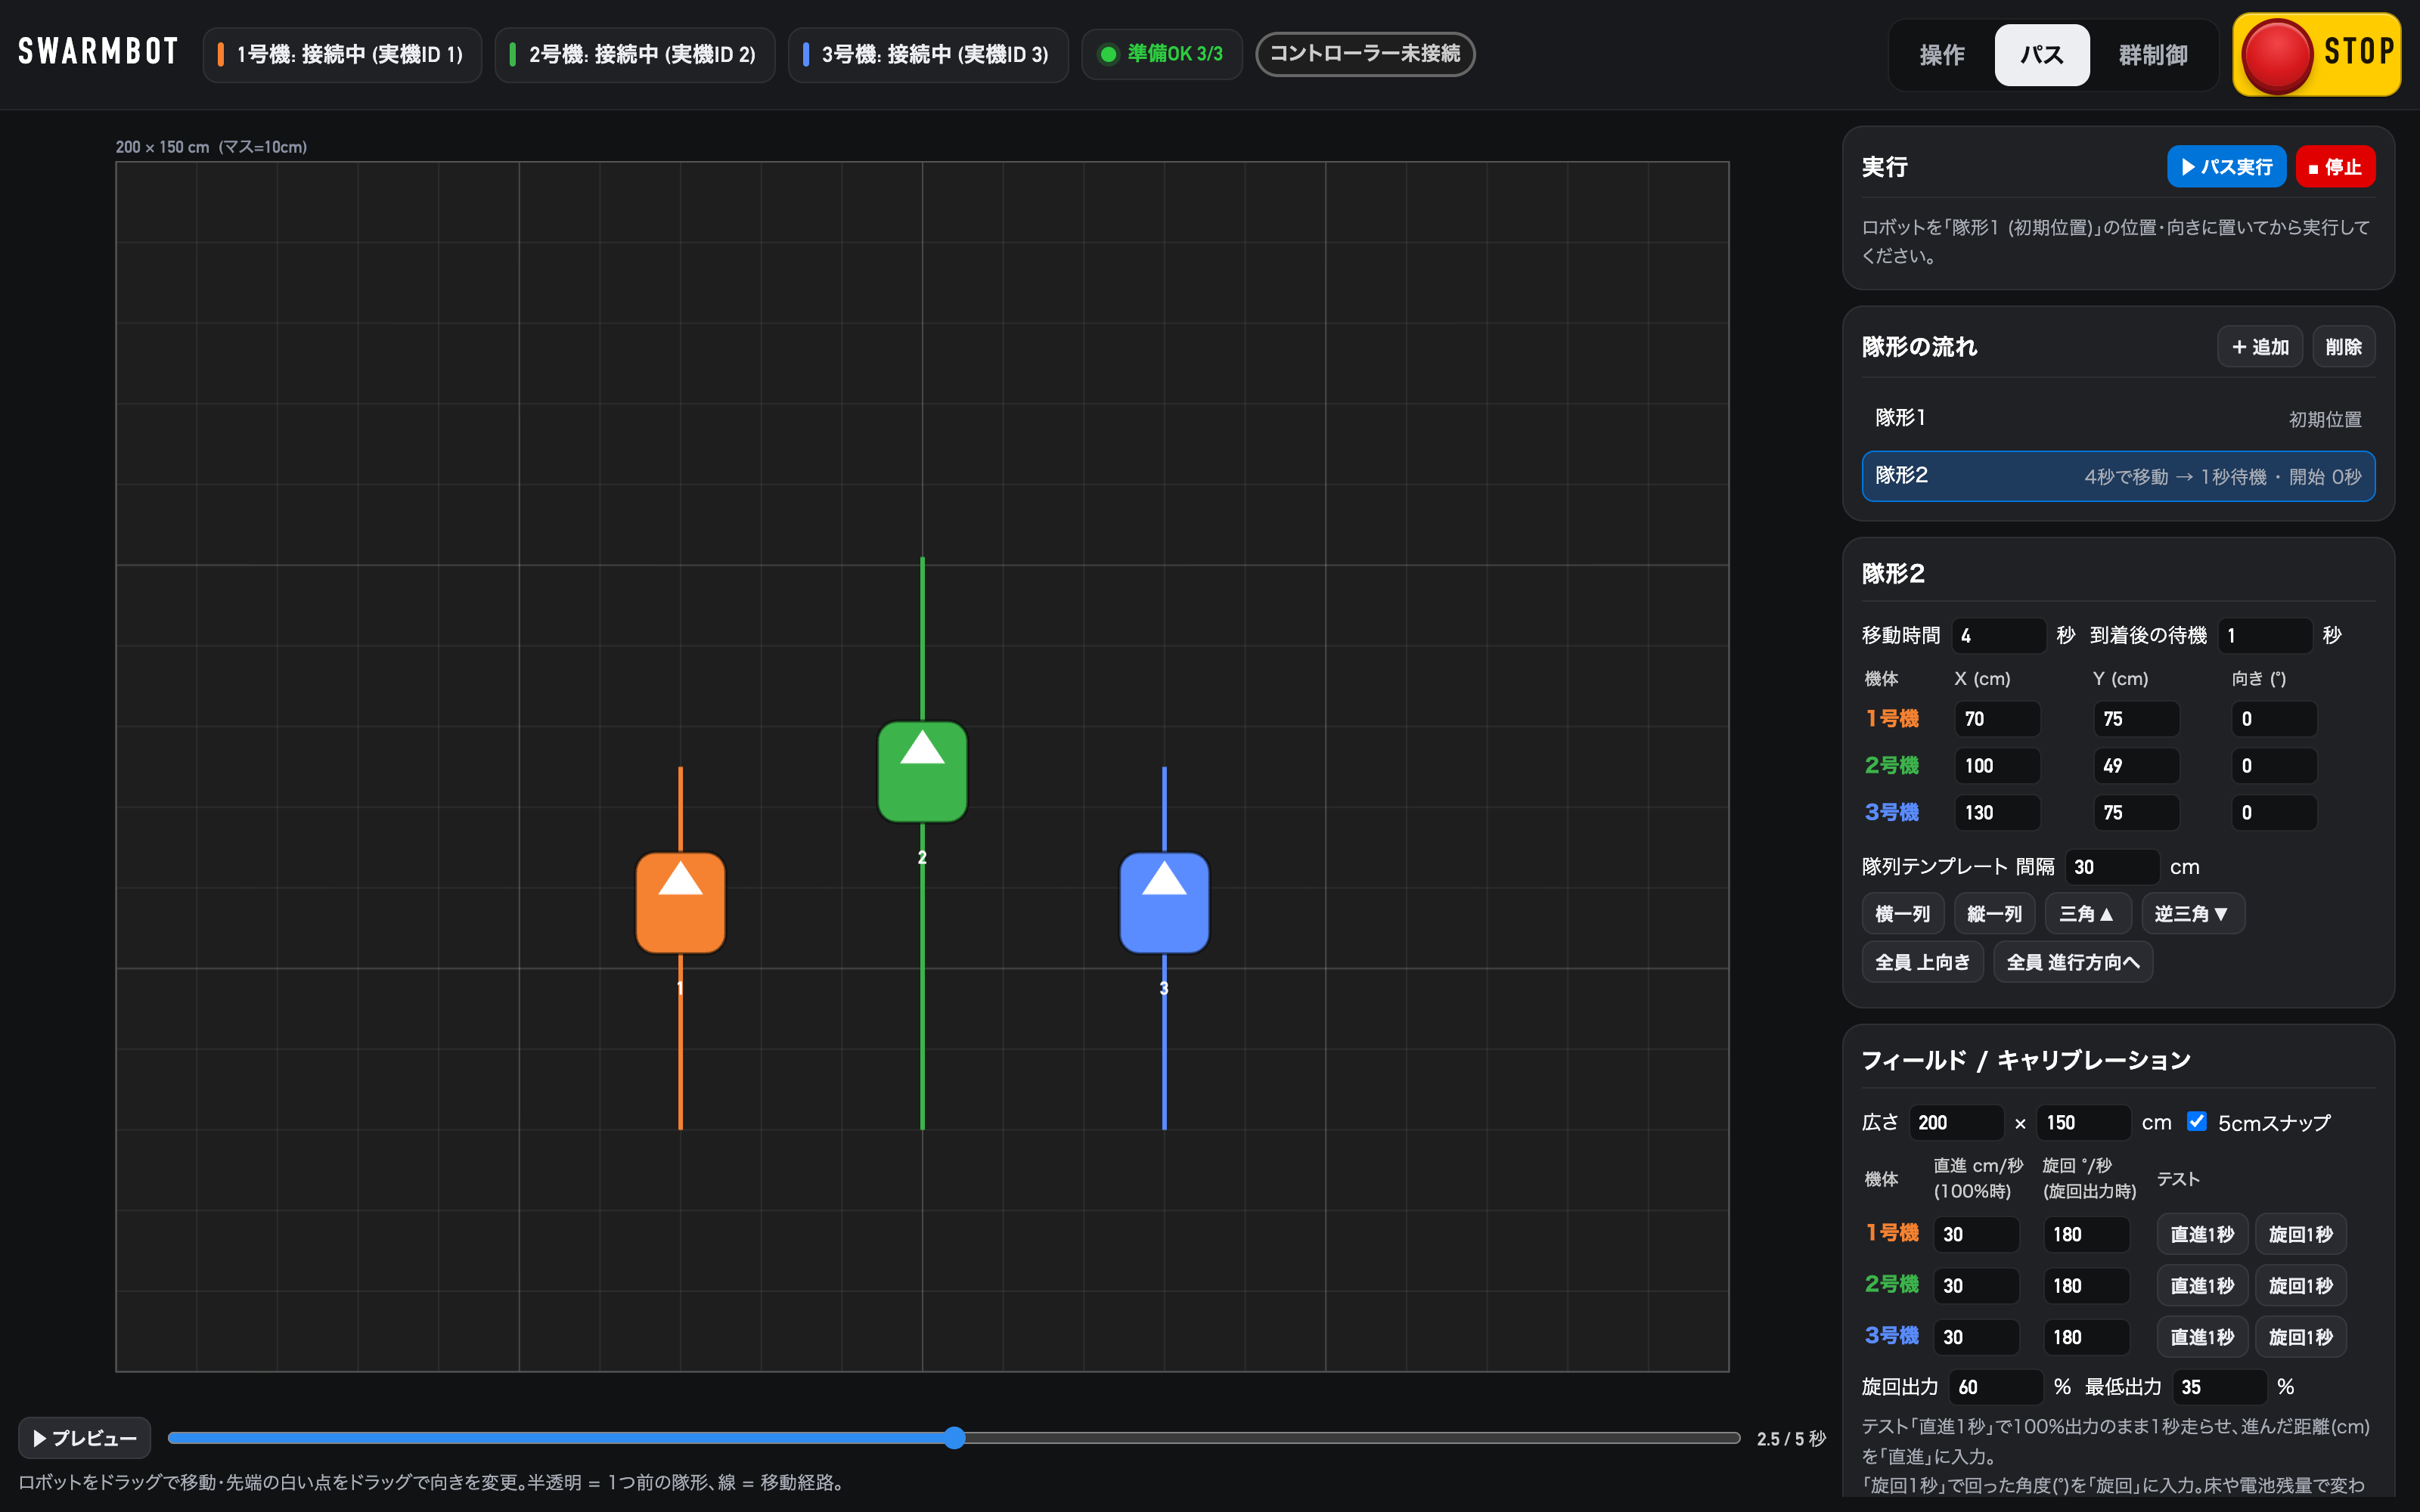 SWARMBOT
1号機: 接続中 (実機ID 1)
2号機: 接続中 (実機ID 2)
3号機: 接続中 (実機ID 3)
準備OK 3/3
コントローラー未接続
操作
パス
群制御
STOP
200 × 150 cm (マス=10cm)
1
2
3
▶ プレビュー
2.5 / 5 秒
ロボットをドラッグで移動・先端の白い点をドラッグで向きを変更。半透明 = 1つ前の隊形、線 = 移動経路。
実行
▶ パス実行
■ 停止
ロボットを「隊形1 (初期位置)」の位置・向きに置いてから実行して
ください。
隊形の流れ
＋ 追加
削除
隊形1
初期位置
隊形2
4秒で移動 → 1秒待機 ・ 開始 0秒
隊形2
移動時間 4 秒 到着後の待機 1 秒
機体 X (cm) Y (cm) 向き (°)
1号機 70 75 0
2号機 100 49 0
3号機 130 75 0
隊列テンプレート 間隔 30 cm
横一列 縦一列 三角▲ 逆三角▼
全員 上向き 全員 進行方向へ
フィールド / キャリブレーション
広さ 200 × 150 cm 5cmスナップ
機体 直進 cm/秒 (100%時) 旋回 °/秒 (旋回出力時) テスト
1号機 30 180 直進1秒 旋回1秒
2号機 30 180 直進1秒 旋回1秒
3号機 30 180 直進1秒 旋回1秒
旋回出力 60 % 最低出力 35 %
テスト「直進1秒」で100%出力のまま1秒走らせ、進んだ距離(cm)
を「直進」に入力。
「旋回1秒」で回った角度(°)を「旋回」に入力。床や電池残量で変わ